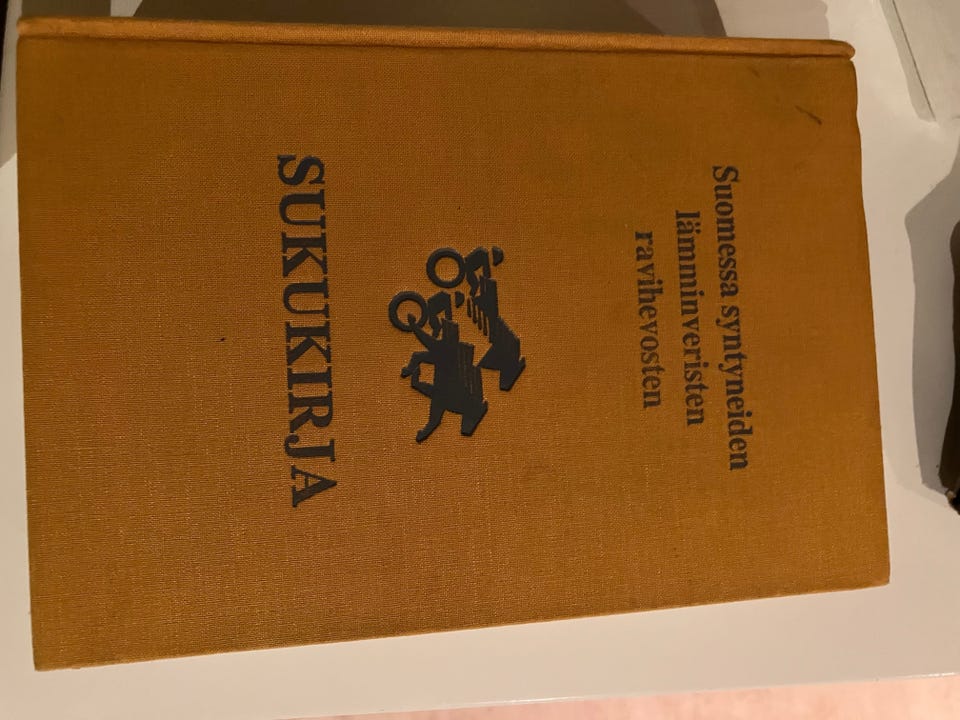 Suomessa syntyneiden
lämminveristen
ravihevosten
SUKUKIRJA